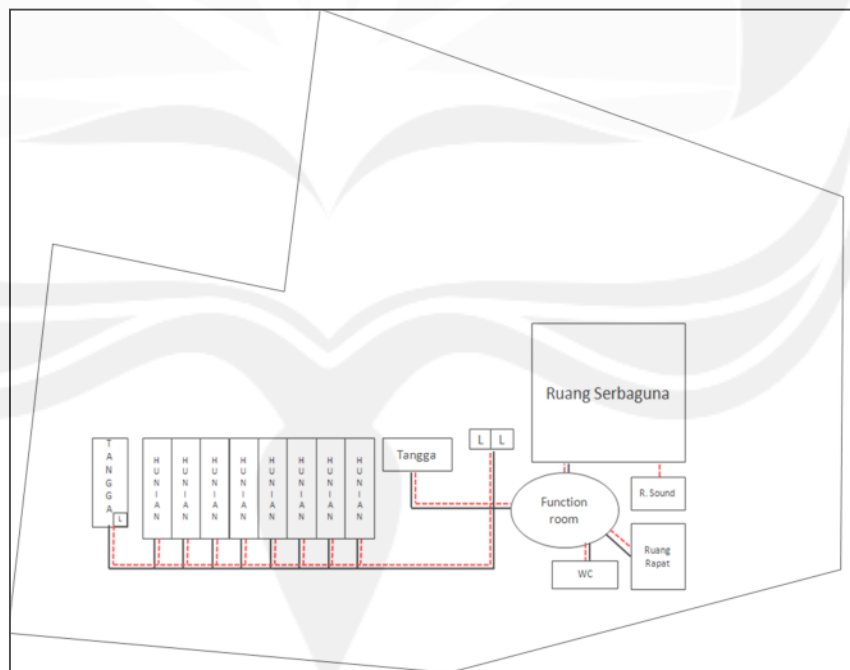 Ruang Serbaguna
TANGGA
L
HUNIAN
HUNIAN
HUNIAN
HUNIAN
HUNIAN
HUNIAN
HUNIAN
HUNIAN
Tangga
L L
Function
room
R. Sound
Ruang
Rapat
WC